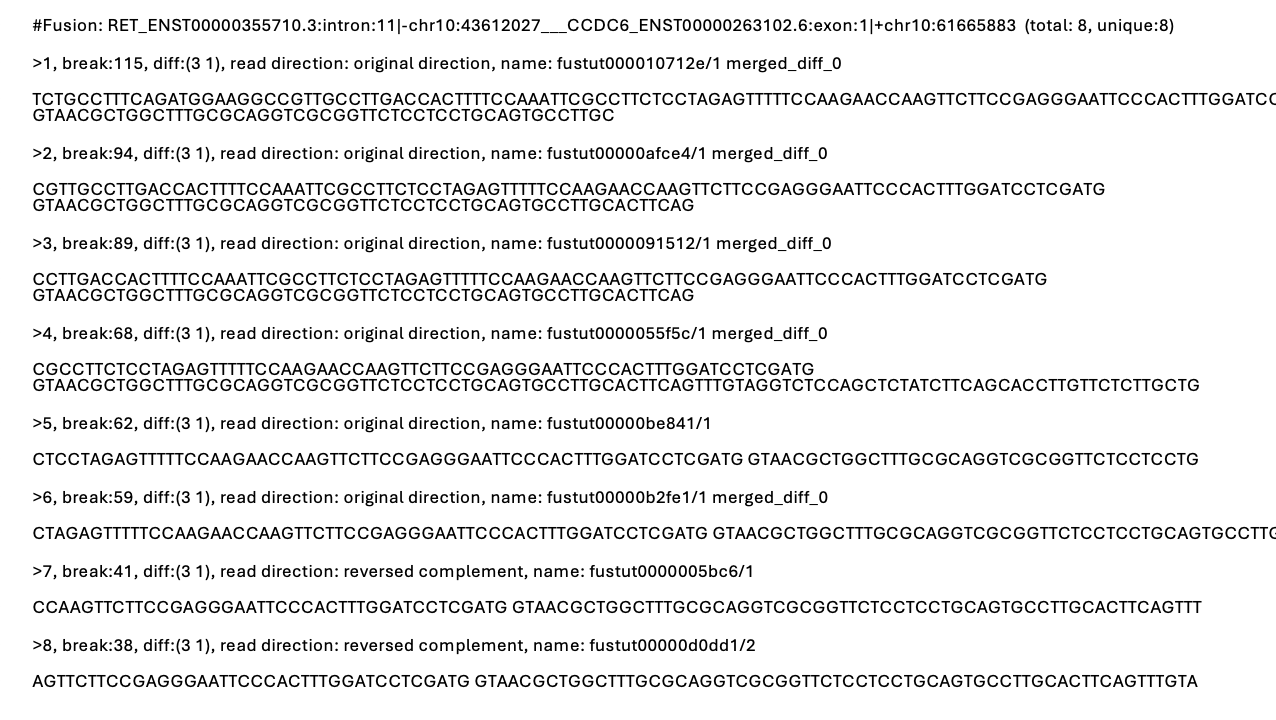 #Fusion: RET_ENST00000355710.3:intron:11|-chr10:43612027___CCDC6_ENST00000263102.6:exon:1|+chr10:61665883 (total: 8, unique:8)
>1, break:115, diff:(3 1), read direction: original direction, name: fustut000010712e/1 merged_diff_0
TCTGCCTTTCAGATGGAAGGCCGTTGCCTTGACCACTTTTCCAAATTCGCCTTCTCCTAGAGTTTTTCCAAGAACCAAGTTCTTCCGAGGGAATTCCCACTTTGGATCC
GTAACGCTGGCTTTGCGCAGGTCGCGGTTCTCCTCCTGCAGTGCCTTGC
>2, break:94, diff:(3 1), read direction: original direction, name: fustut00000afce4/1 merged_diff_0
CGTTGCCTTGACCACTTTTCCAAATTCGCCTTCTCCTAGAGTTTTTCCAAGAACCAAGTTCTTCCGAGGGAATTCCCACTTTGGATCCTCGATG
GTAACGCTGGCTTTGCGCAGGTCGCGGTTCTCCTCCTGCAGTGCCTTGCACTTCAG
>3, break:89, diff:(3 1), read direction: original direction, name: fustut0000091512/1 merged_diff_0
CCTTGACCACTTTTCCAAATTCGCCTTCTCCTAGAGTTTTTCCAAGAACCAAGTTCTTCCGAGGGAATTCCCACTTTGGATCCTCGATG
GTAACGCTGGCTTTGCGCAGGTCGCGGTTCTCCTCCTGCAGTGCCTTGCACTTCAG
>4, break:68, diff:(3 1), read direction: original direction, name: fustut0000055f5c/1 merged_diff_0
CGCCTTCTCCTAGAGTTTTTCCAAGAACCAAGTTCTTCCGAGGGAATTCCCACTTTGGATCCTCGATG
GTAACGCTGGCTTTGCGCAGGTCGCGGTTCTCCTCCTGCAGTGCCTTGCACTTCAGTTTGTAGGTCTCCAGCTCTATCTTCAGCACCTTGTTCTCTTGCTG
>5, break:62, diff:(3 1), read direction: original direction, name: fustut00000be841/1
CTCCTAGAGTTTTTCCAAGAACCAAGTTCTTCCGAGGGAATTCCCACTTTGGATCCTCGATG GTAACGCTGGCTTTGCGCAGGTCGCGGTTCTCCTCCTG
>6, break:59, diff:(3 1), read direction: original direction, name: fustut00000b2fe1/1 merged_diff_0
CTAGAGTTTTTCCAAGAACCAAGTTCTTCCGAGGGAATTCCCACTTTGGATCCTCGATG GTAACGCTGGCTTTGCGCAGGTCGCGGTTCTCCTCCTGCAGTGCCTTG
>7, break:41, diff:(3 1), read direction: reversed complement, name: fustut0000005bc6/1
CCAAGTTCTTCCGAGGGAATTCCCACTTTGGATCCTCGATG GTAACGCTGGCTTTGCGCAGGTCGCGGTTCTCCTCCTGCAGTGCCTTGCACTTCAGTTT
>8, break:38, diff:(3 1), read direction: reversed complement, name: fustut00000d0dd1/2
AGTTCTTCCGAGGGAATTCCCACTTTGGATCCTCGATG GTAACGCTGGCTTTGCGCAGGTCGCGGTTCTCCTCCTGCAGTGCCTTGCACTTCAGTTTGTA